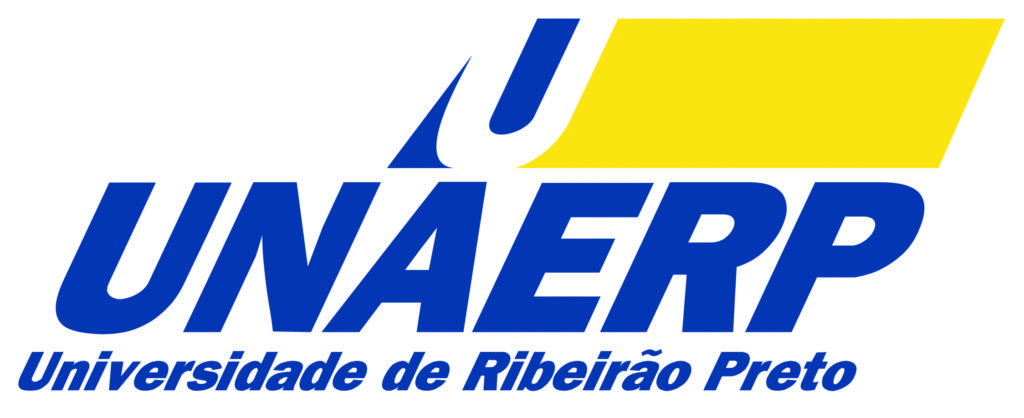 U
UNAERP
Universidade de Ribeirão Preto